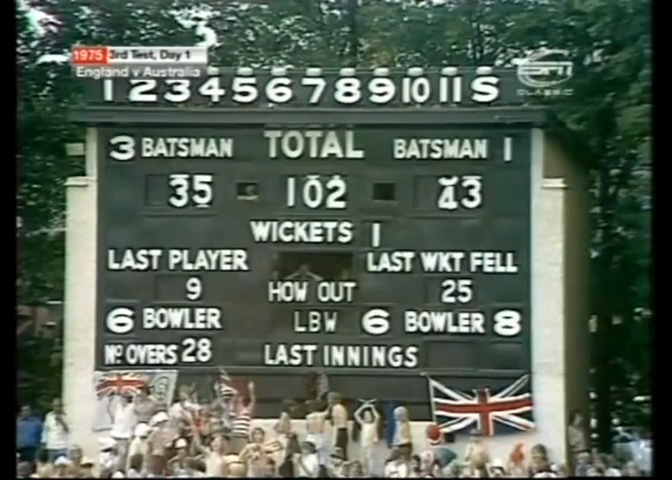 1975 3rd Test, Day 1
England v Australia
ESPN
CLASSIC
1 2 3 4 5 6 7 8 9 10 11 S
3 BATSMAN TOTAL BATSMAN 1
35 102 43
WICKETS 1
LAST PLAYER LAST WKT FELL
9 HOW OUT 25
6 BOWLER LBW 6 BOWLER 8
No OVERS 28 LAST INNINGS